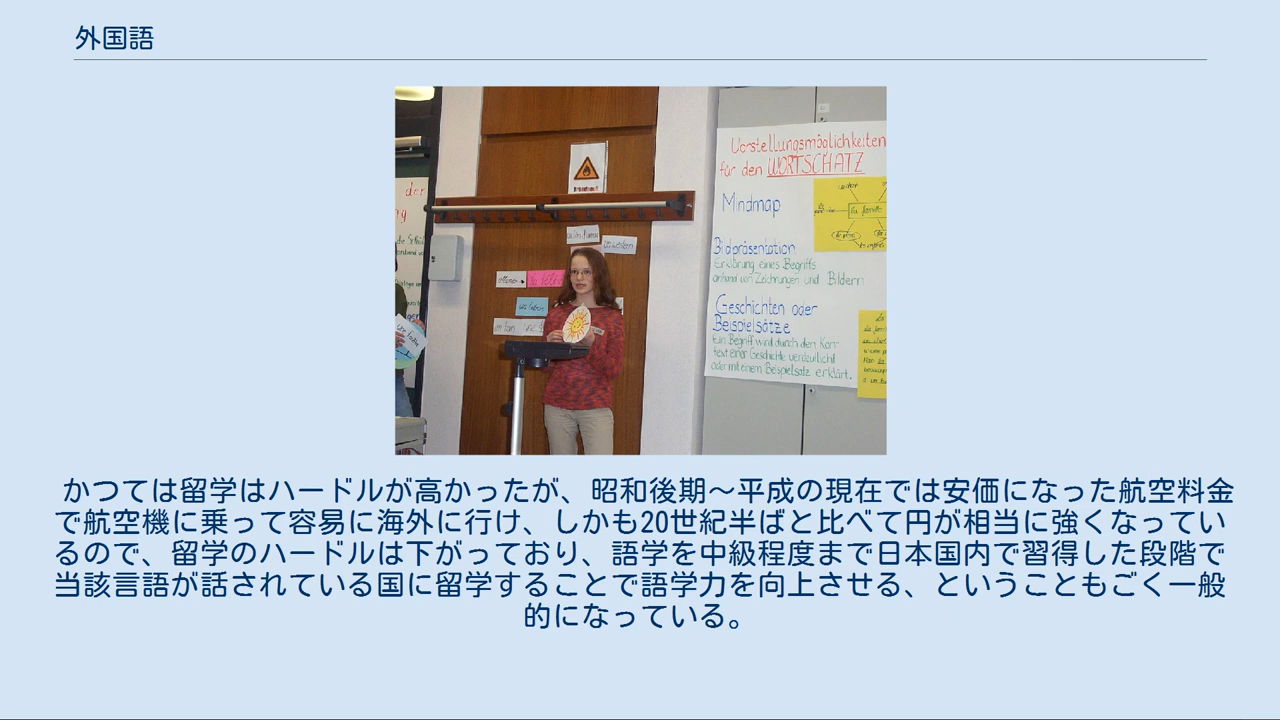 外国語
der
Vorstellungsmöglichkeiten
für den WORTSCHATZ
Mindmap
Bildpräsentation
Erklärung eines Begriffs
anhand von Zeichnungen und Bildern
Geschichten oder
Beispielsätze
Ein Begriff wird durch den Kon-
text einer Geschichte verdeutlicht
oder mit einem Beispielsatz erklärt.
かつては留学はハードルが高かったが、昭和後期～平成の現在では安価になった航空料金
で航空機に乗って容易に海外に行け、しかも20世紀半ばと比べて円が相当に強くなってい
るので、留学のハードルは下がっており、語学を中級程度まで日本国内で習得した段階で
当該言語が話されている国に留学することで語学力を向上させる、ということもごく一般
的になっている。